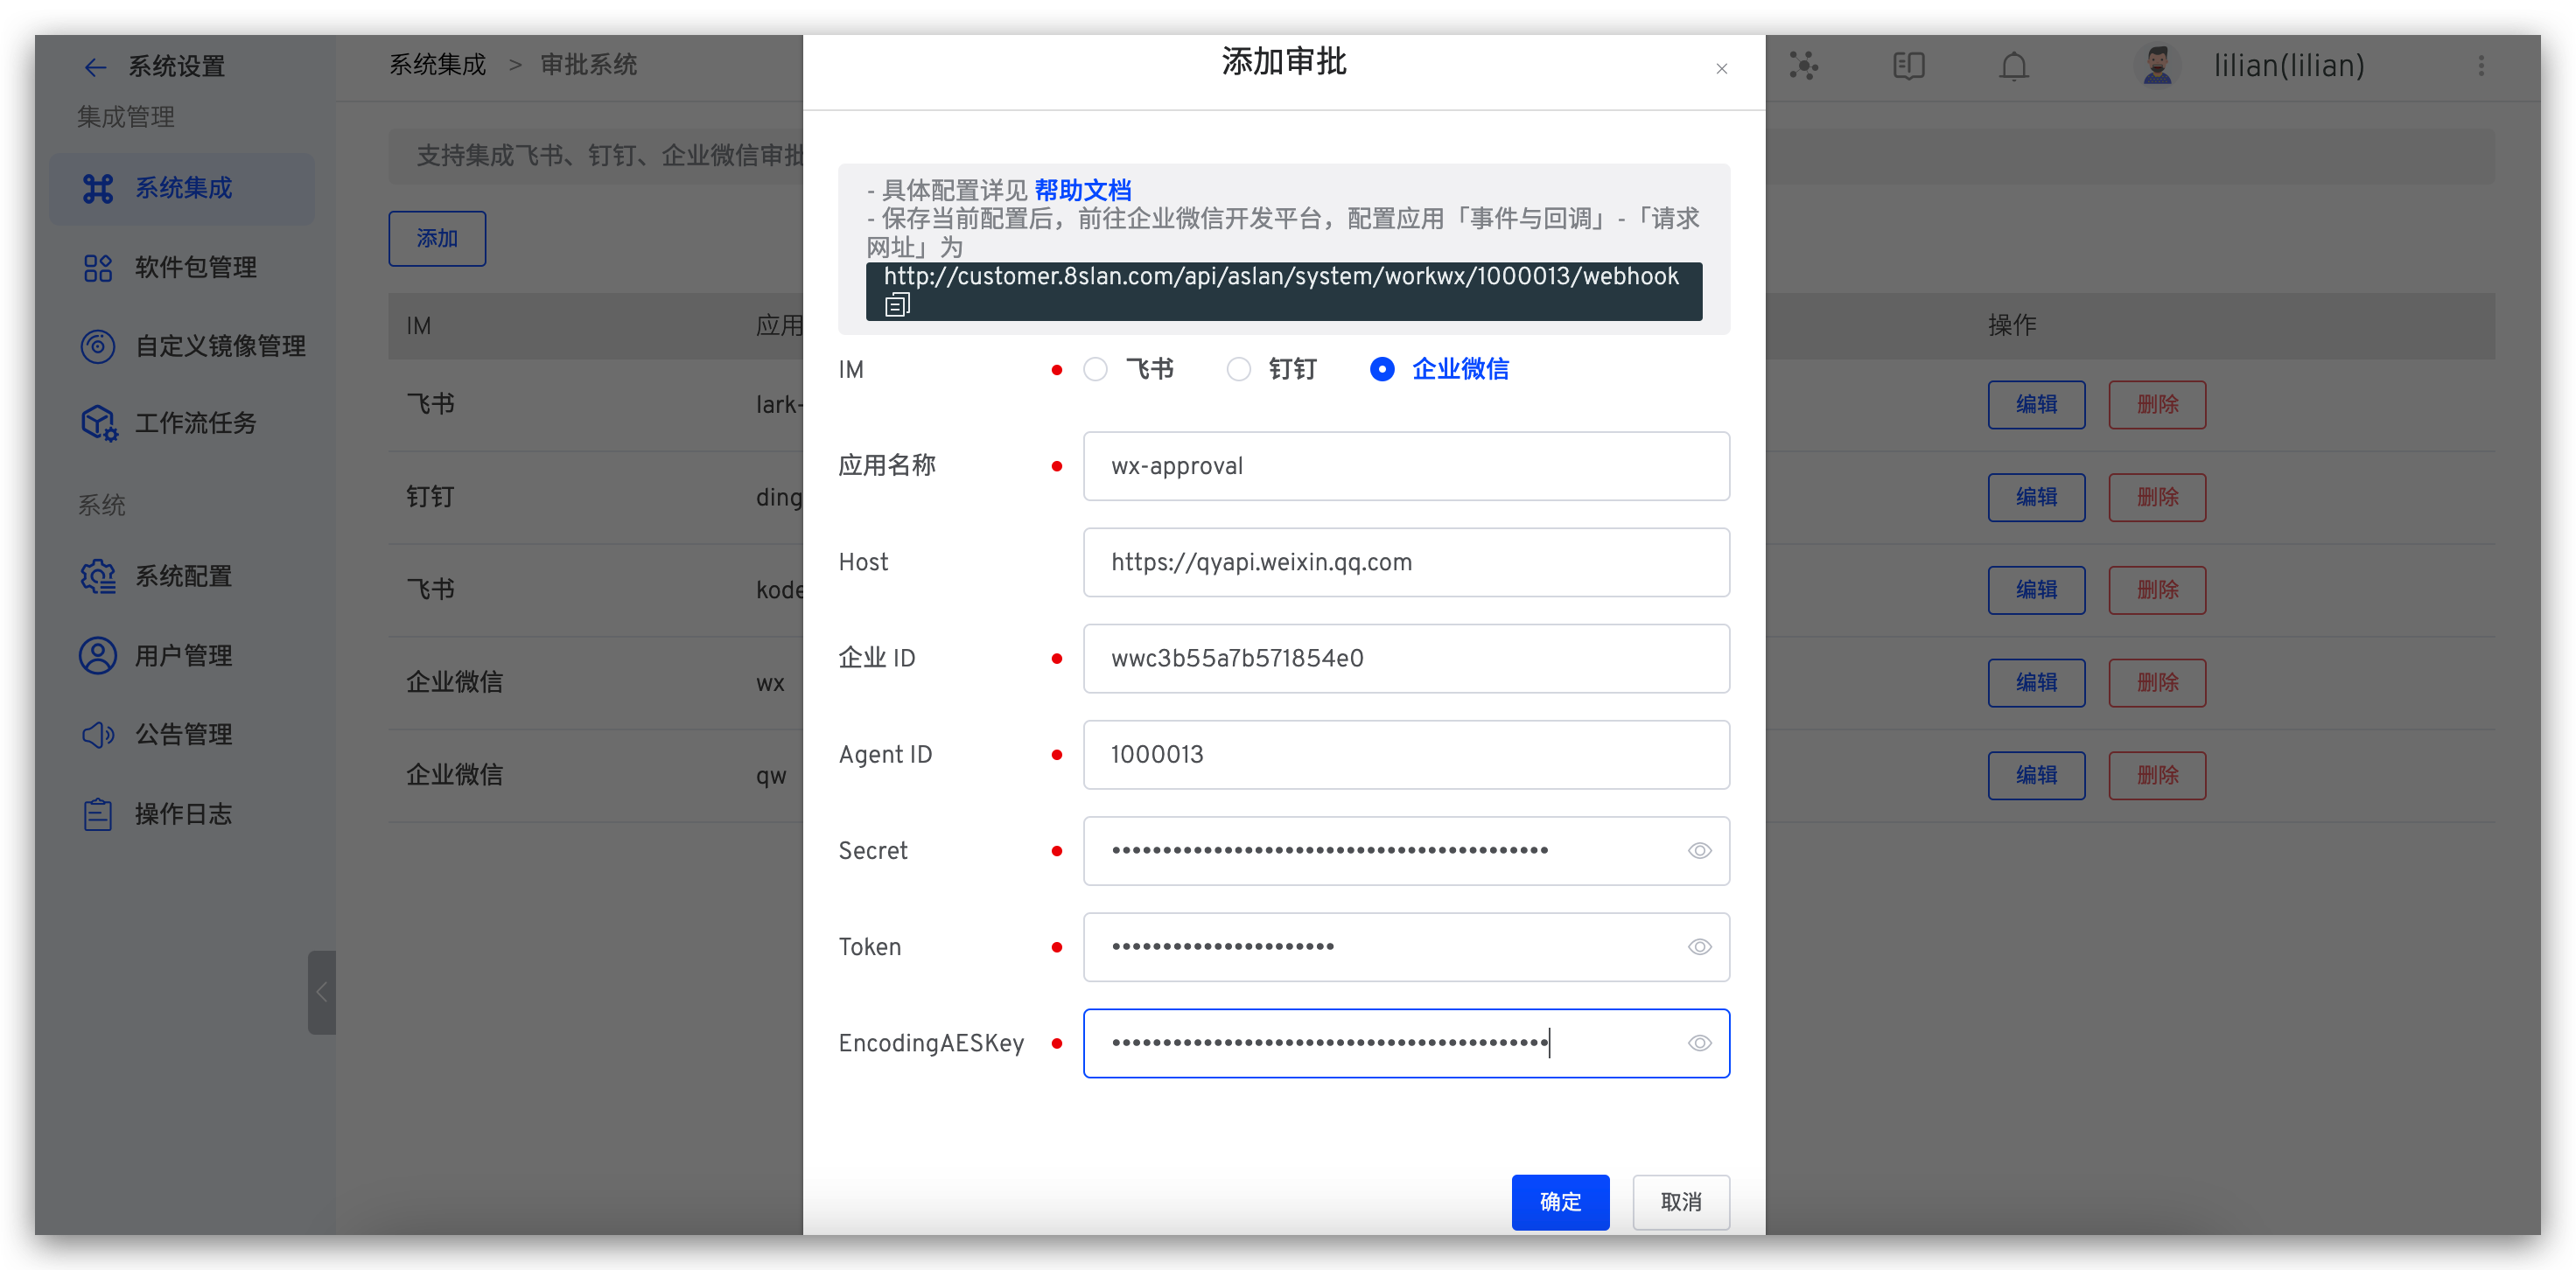 系统设置
集成管理
系统集成
软件包管理
自定义镜像管理
工作流任务
系统
系统配置
用户管理
公告管理
操作日志
系统集成 > 审批系统
lilian(lilian)
支持集成飞书、钉钉、企业微信审批
添加
IM 应用 操作
飞书 lark- 编辑 删除
钉钉 ding 编辑 删除
飞书 kode 编辑 删除
企业微信 wx 编辑 删除
企业微信 qw 编辑 删除
添加审批
- 具体配置详见 帮助文档
- 保存当前配置后，前往企业微信开发平台，配置应用「事件与回调」-「请求
网址」为
http://customer.8slan.com/api/aslan/system/workwx/1000013/webhook
IM 飞书 钉钉 企业微信
应用名称 wx-approval
Host https://qyapi.weixin.qq.com
企业 ID wwc3b55a7b571854e0
Agent ID 1000013
Secret
Token
EncodingAESKey
确定 取消